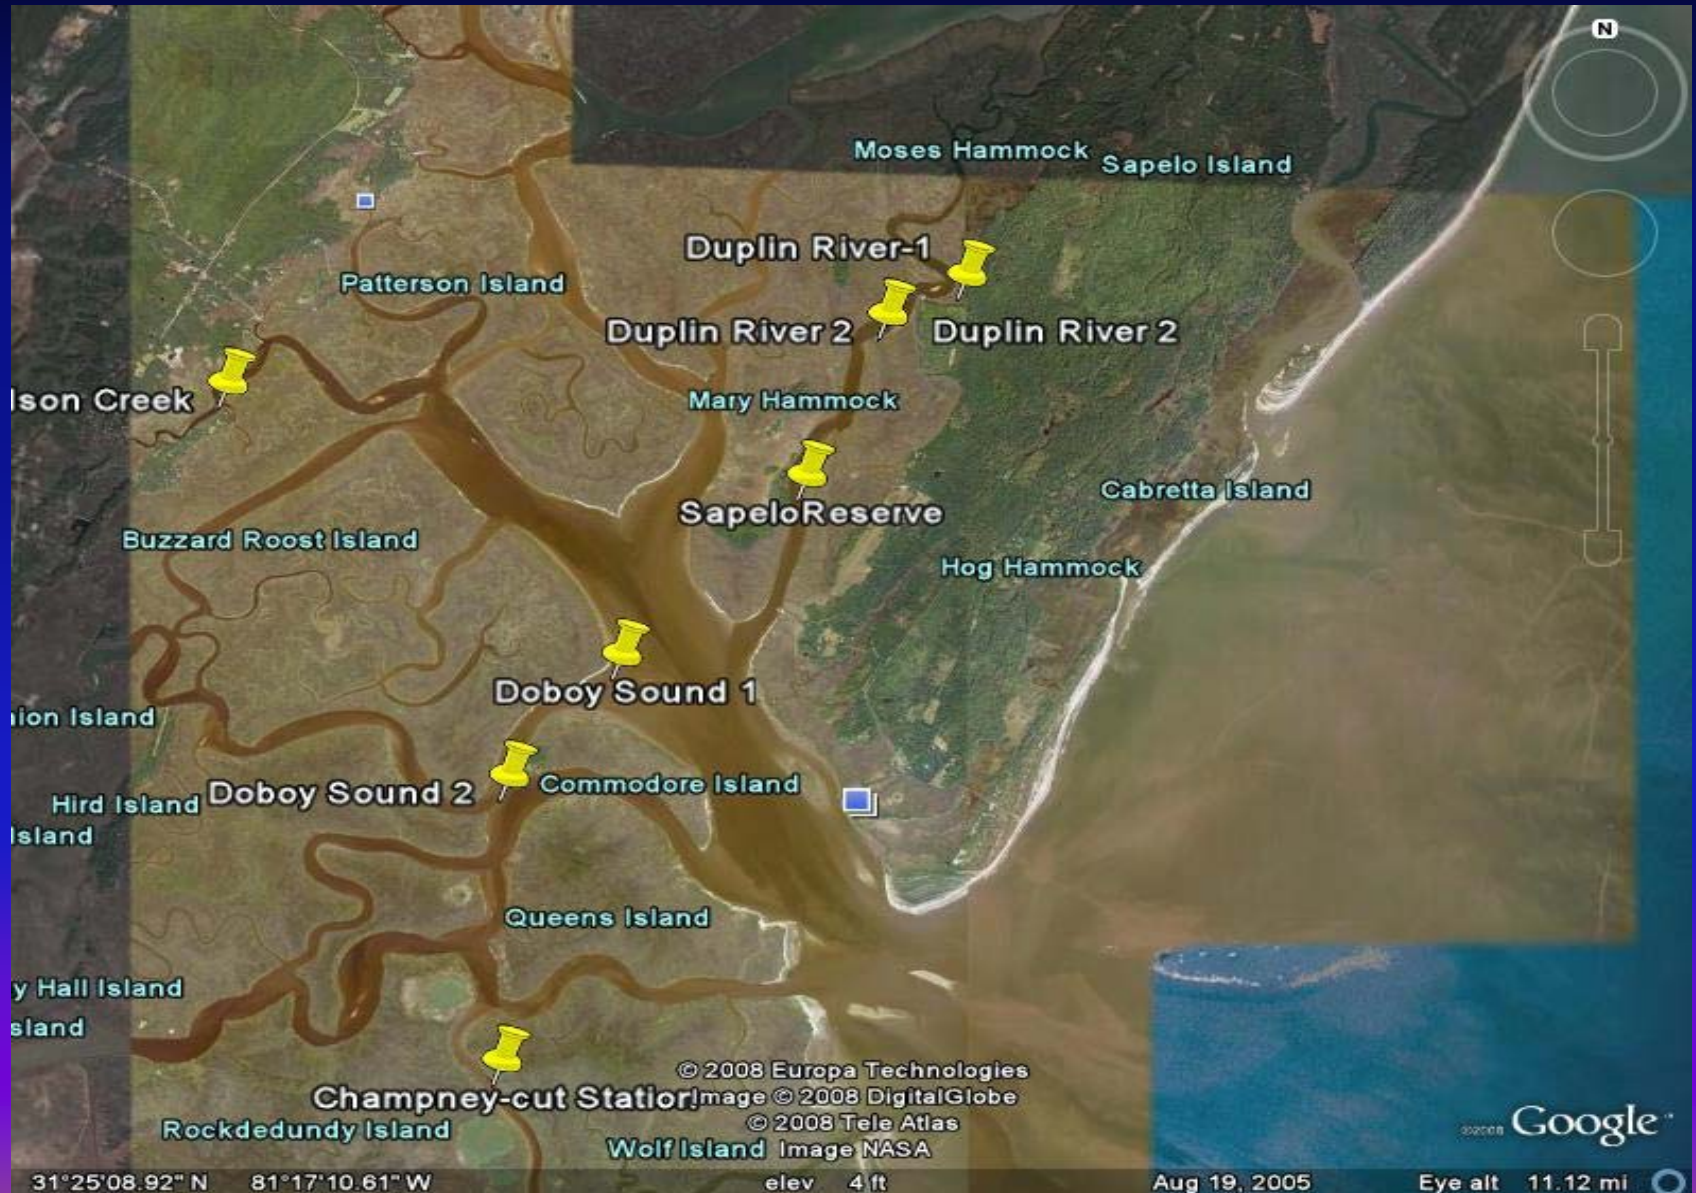 N
Moses Hammock
Sapelo Island
Duplin River-1
Patterson Island
Duplin River 2
Duplin River 2
lson Creek
Mary Hammock
Cabretta Island
SapeloReserve
Buzzard Roost Island
Hog Hammock
Doboy Sound 1
nion Island
Commodore Island
Doboy Sound 2
Hird Island
Island
Queens Island
y Hall Island
sland
© 2008 Europa Technologies
Champney-cut Station
Image © 2008 DigitalGlobe
© 2008 Tele Atlas
Rockdedundy Island
Wolf Island
Image NASA
©2008 Google™
31°25'08.92" N 81°17'10.61" W elev 4 ft Aug 19, 2005 Eye alt 11.12 mi